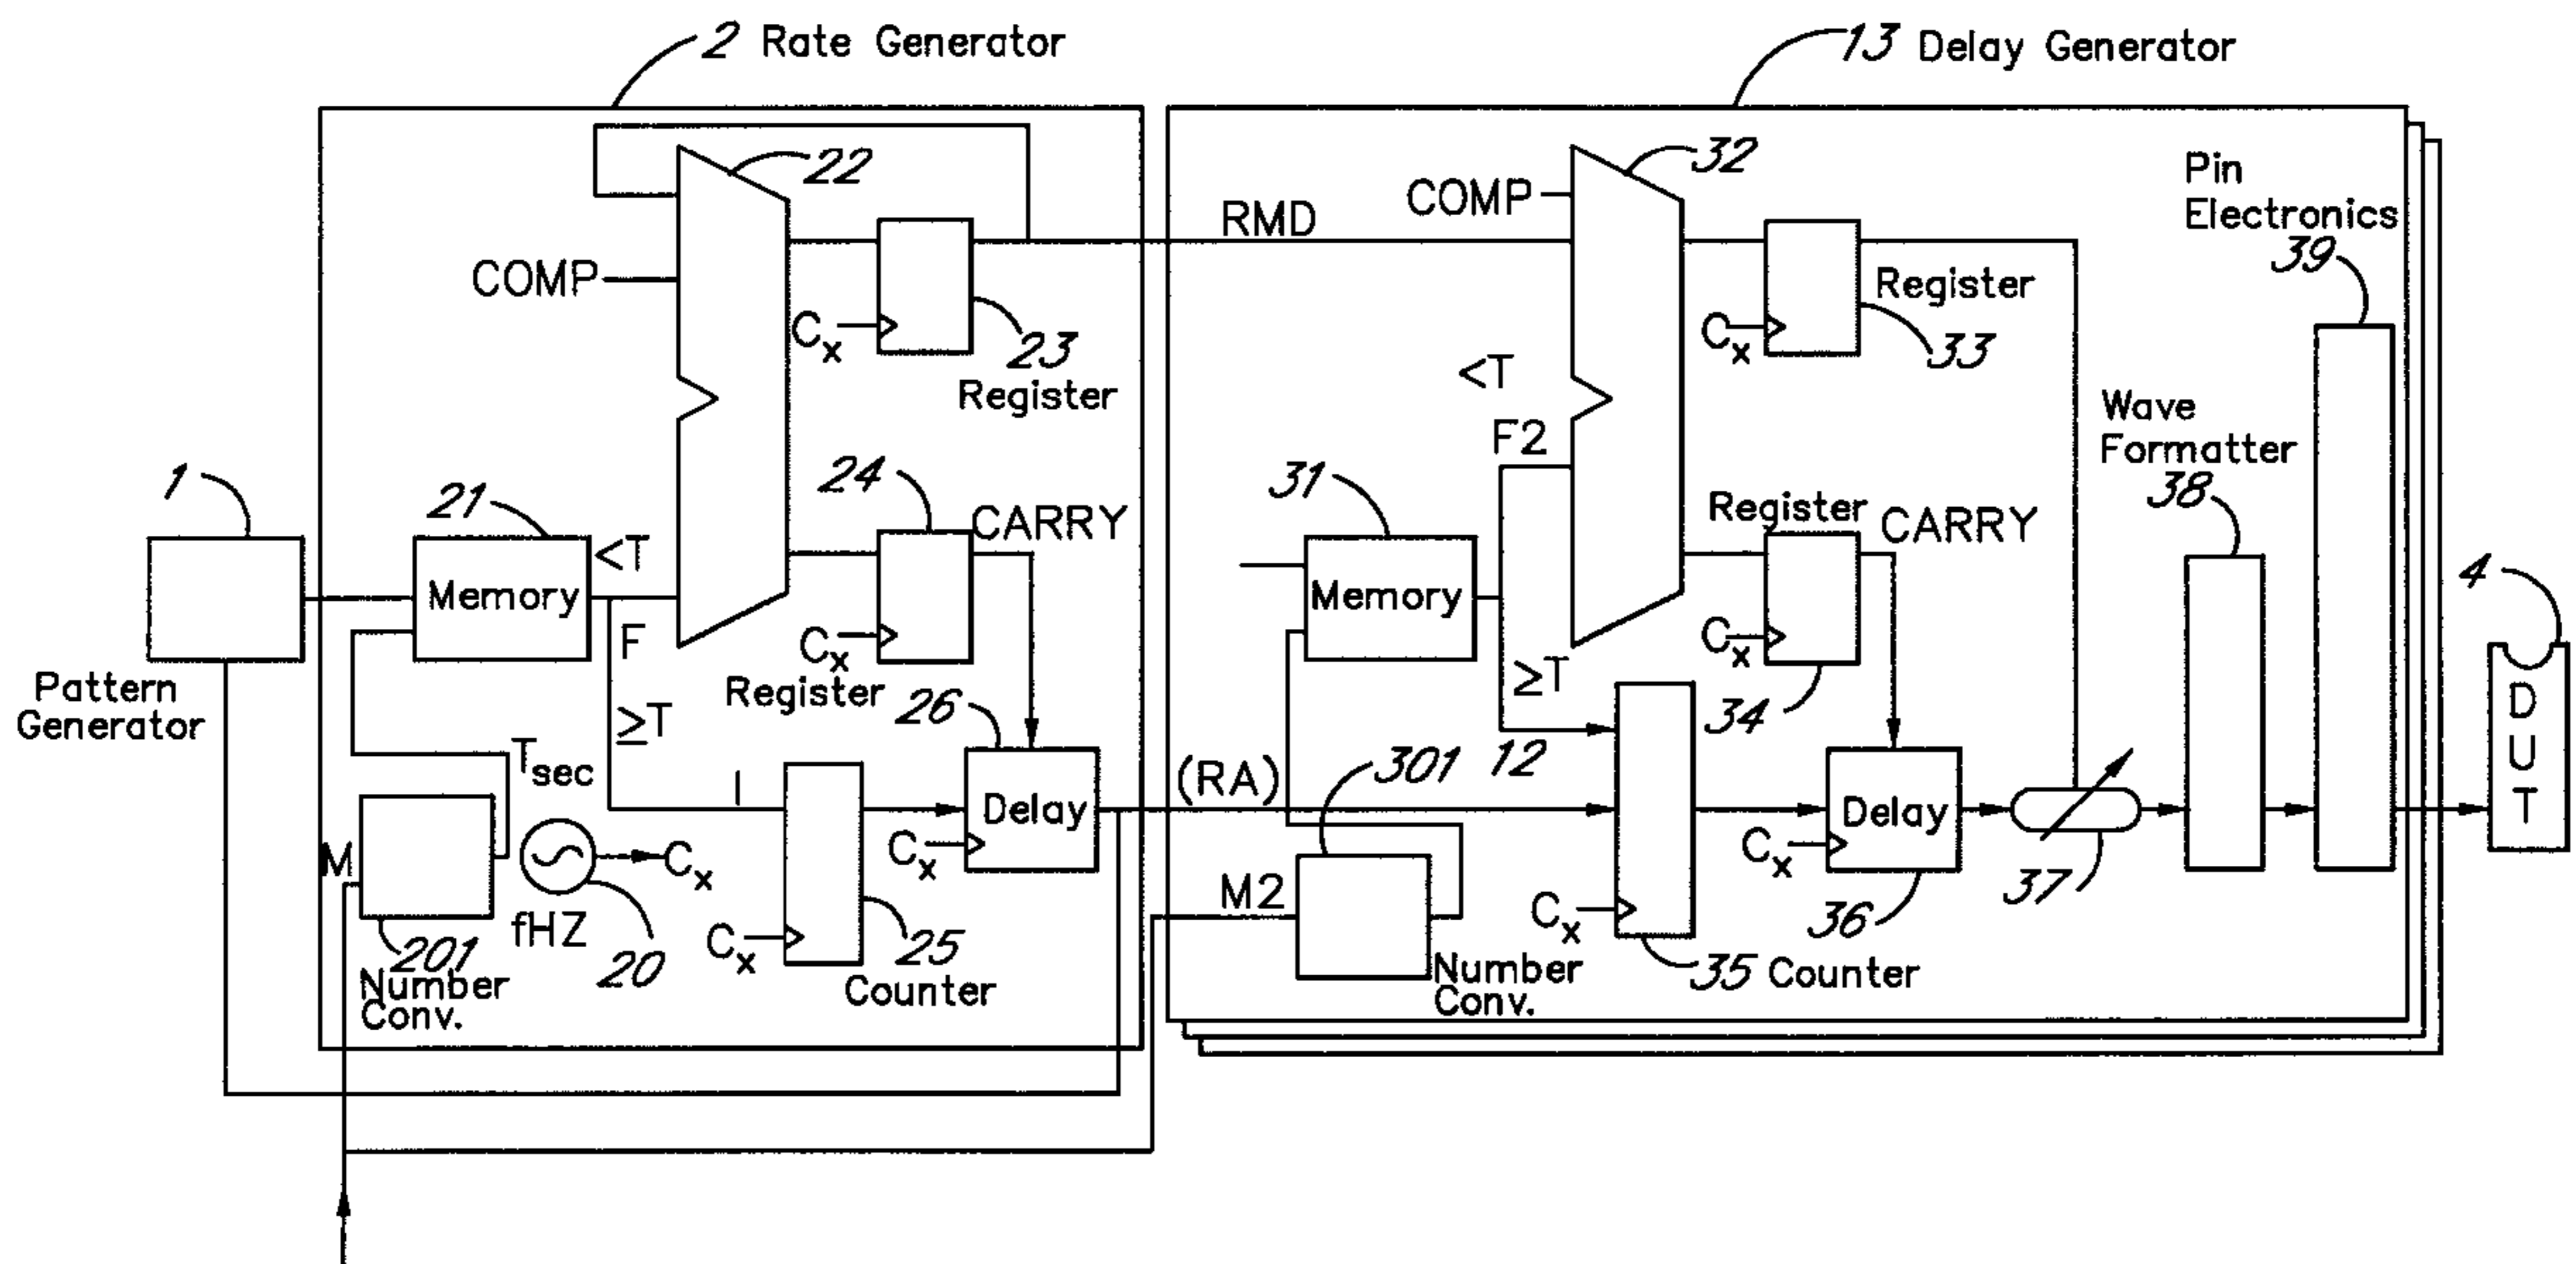 2 Rate Generator
13 Delay Generator
22
32
Pin
Electronics
39
COMP
RMD
COMP
Cx
23
Register
Cx
Register
33
<T
F2
Wave
Formatter
38
1
21
24
CARRY
31
Register
CARRY
4
<T
Memory
Memory
F
Cx
Register
≥T
Cx
34
≥T
Pattern
Generator
26
DUT
Tsec
I
Delay
(RA)
301
12
Delay
Cx
Cx
37
M
Cx
M2
36
201
fHZ
20
Cx
25
Cx
35 Counter
Number
Conv.
Counter
Number
Conv.